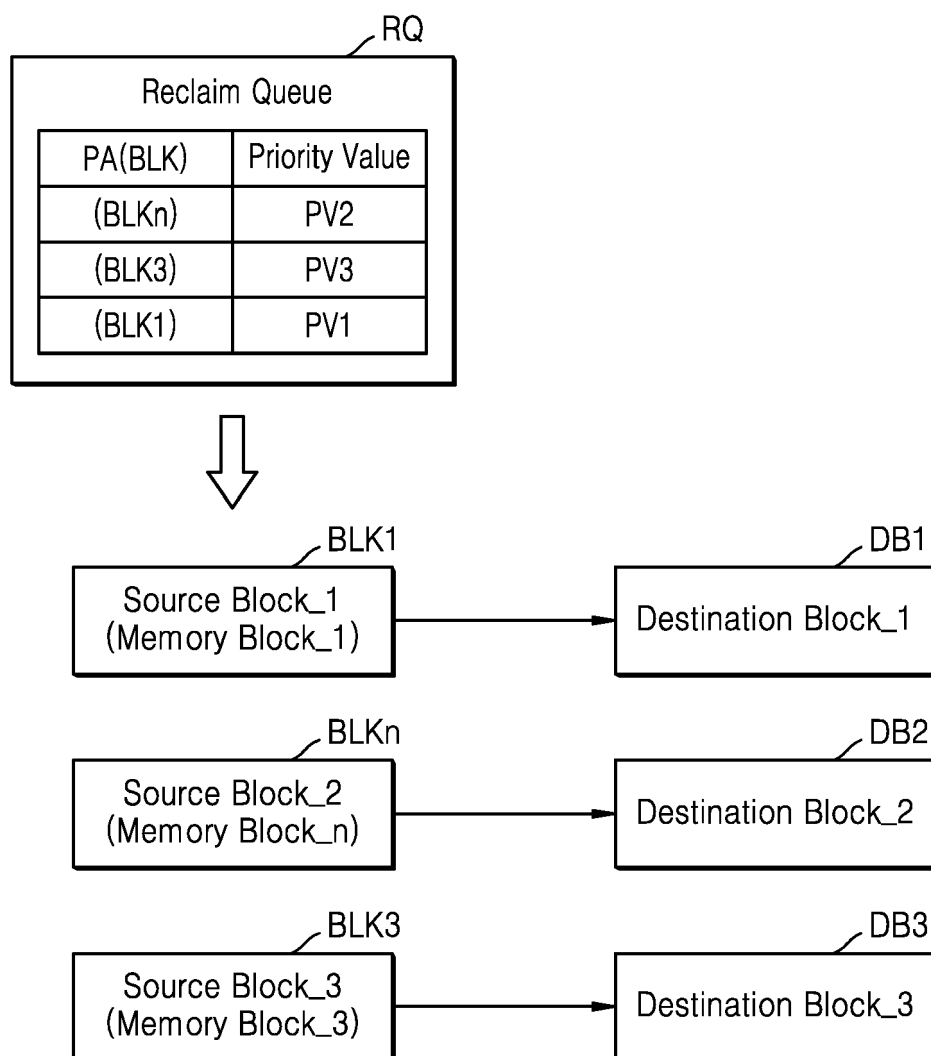 RQ
Reclaim Queue
PA(BLK) Priority Value
(BLKn) PV2
(BLK3) PV3
(BLK1) PV1
BLK1 DB1
Source Block_1
(Memory Block_1)
Destination Block_1
BLKn DB2
Source Block_2
(Memory Block_n)
Destination Block_2
BLK3 DB3
Source Block_3
(Memory Block_3)
Destination Block_3